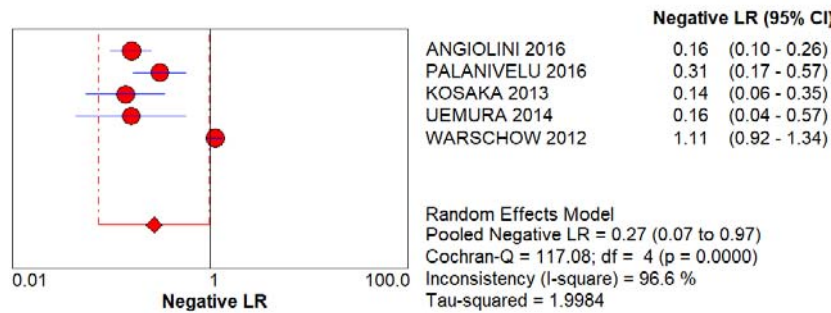 Negative LR (95% CI)
ANGIOLINI 2016 0.16 (0.10 - 0.26)
PALANIVELU 2016 0.31 (0.17 - 0.57)
KOSAKA 2013 0.14 (0.06 - 0.35)
UEMURA 2014 0.16 (0.04 - 0.57)
WARSCHOW 2012 1.11 (0.92 - 1.34)
Random Effects Model
Pooled Negative LR = 0.27 (0.07 to 0.97)
Cochran-Q = 117.08; df = 4 (p = 0.0000)
Inconsistency (I-square) = 96.6 %
Tau-squared = 1.9984
0.01 1 100.0
Negative LR